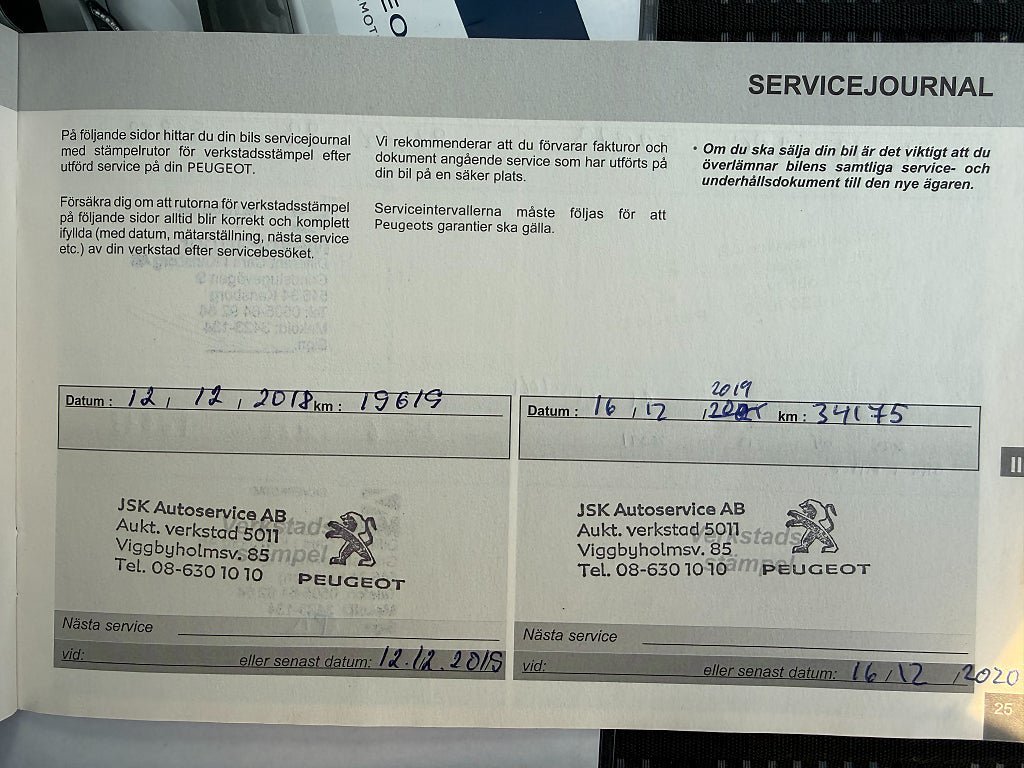 EO
MOT
SERVICEJOURNAL
På följande sidor hittar du din bils servicejournal
med stämpelrutor för verkstadsstämpel efter
utförd service på din PEUGEOT.
Försäkra dig om att rutorna för verkstadsstämpel
på följande sidor alltid blir korrekt och komplett
ifyllda (med datum, mätarställning, nästa service
etc.) av din verkstad efter servicebesöket.
Vi rekommenderar att du förvarar fakturor och
dokument angående service som har utförts på
din bil på en säker plats.
Serviceintervallerna måste följas för att
Peugeots garantier ska gälla.
• Om du ska sälja din bil är det viktigt att du
överlämnar bilens samtliga service- och
underhållsdokument till den nye ägaren.
Datum : 12, 12, 2018 km : 19619
Verkstads
stämpel
JSK Autoservice AB
Aukt. verkstad 5011
Viggbyholmsv. 85
Tel. 08-630 10 10
PEUGEOT
Nästa service
vid: eller senast datum: 12.12.2019
2019
Datum : 16, 12, km : 34175
Verkstads
stämpel
JSK Autoservice AB
Aukt. verkstad 5011
Viggbyholmsv. 85
Tel. 08-630 10 10
PEUGEOT
Nästa service
vid: eller senast datum: 16, 12, 2020
II
25